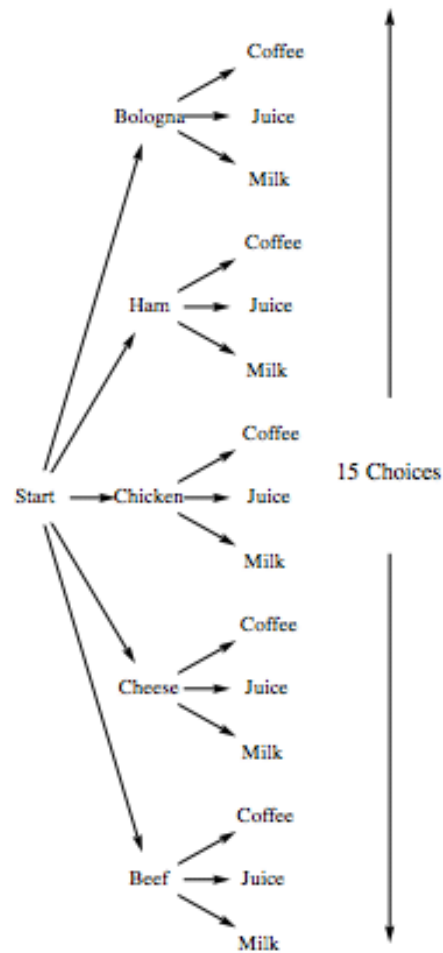 Coffee
Bologna
Juice
Milk
Coffee
Ham
Juice
Milk
Coffee
15 Choices
Start
Chicken
Juice
Milk
Coffee
Cheese
Juice
Milk
Coffee
Beef
Juice
Milk